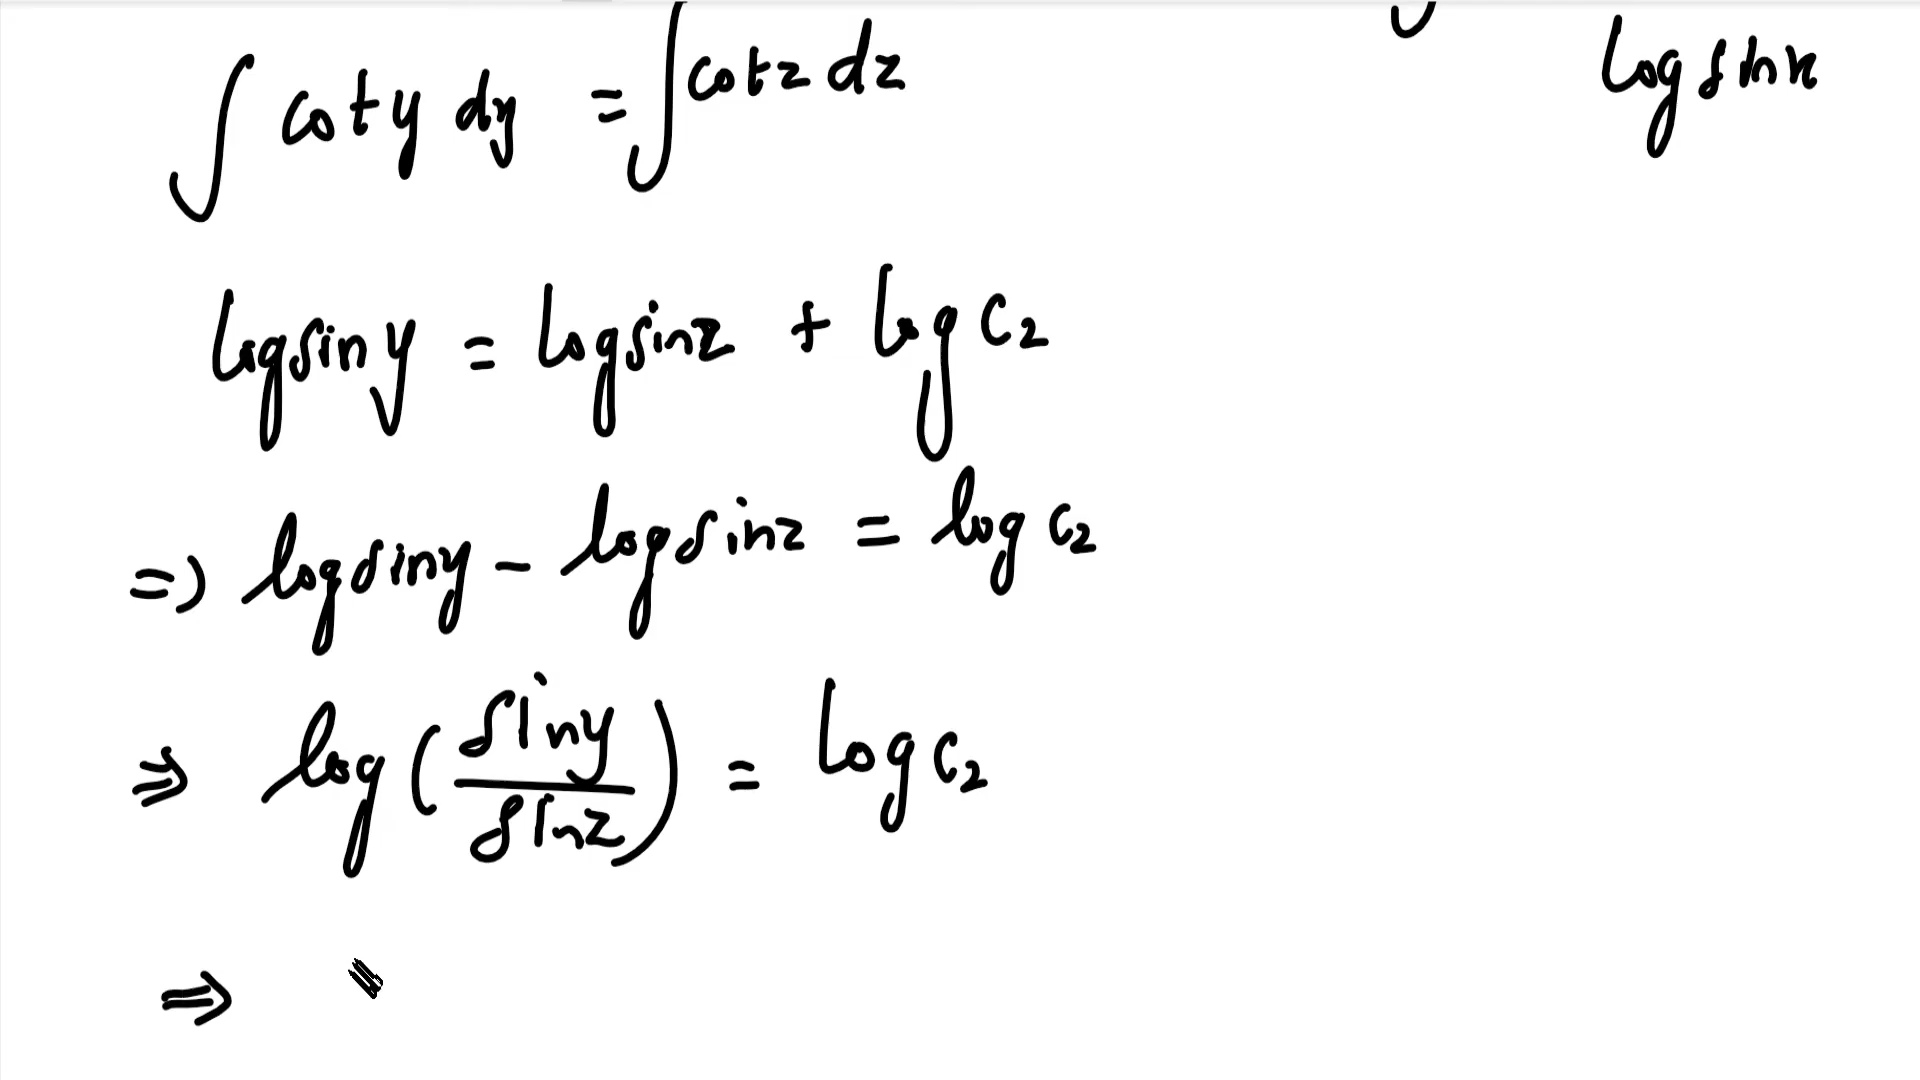 ∫ cot y dy = ∫ cot z dz
log sin x
log sin y = log sin z + log c₂
=> log sin y - log sin z = log c₂
⇒ log (sin y / sin z) = log c₂
⇒